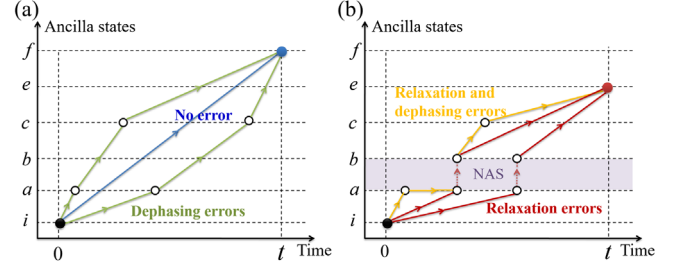 (a)
Ancilla states
f
e
c
b
a
i
No error
Dephasing errors
0
t
Time
(b)
Ancilla states
f
e
c
b
a
i
Relaxation and
dephasing errors
NAS
Relaxation errors
0
t
Time